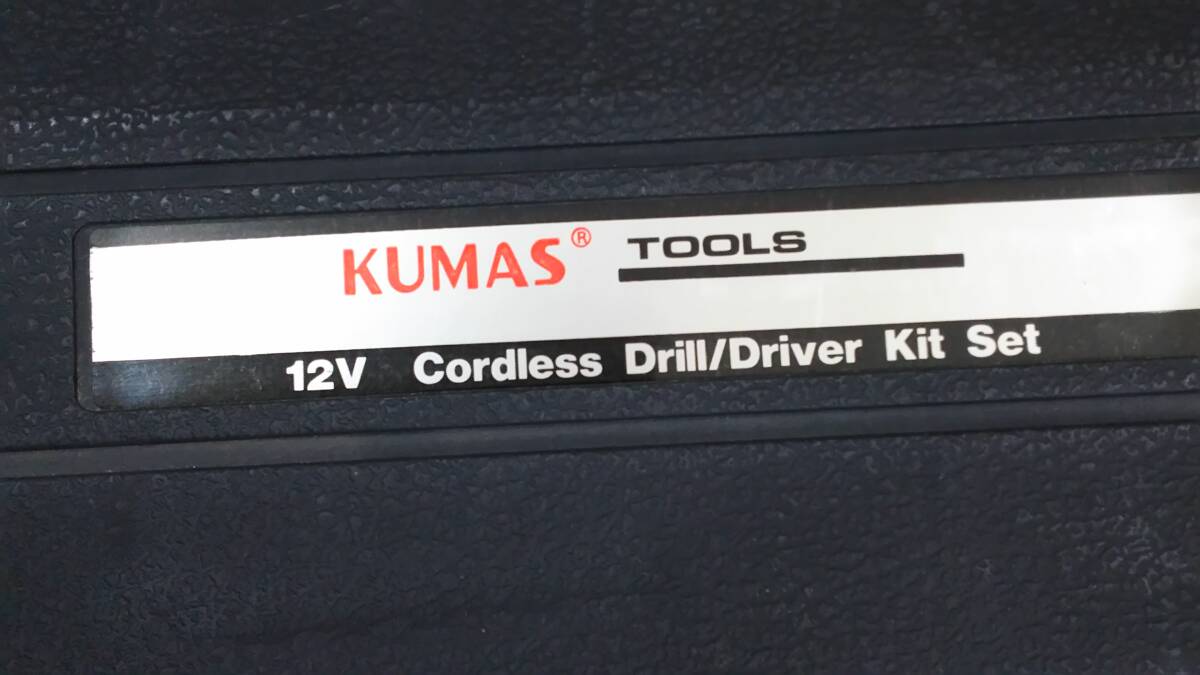 KUMAS® TOOLS
12V Cordless Drill/Driver Kit Set